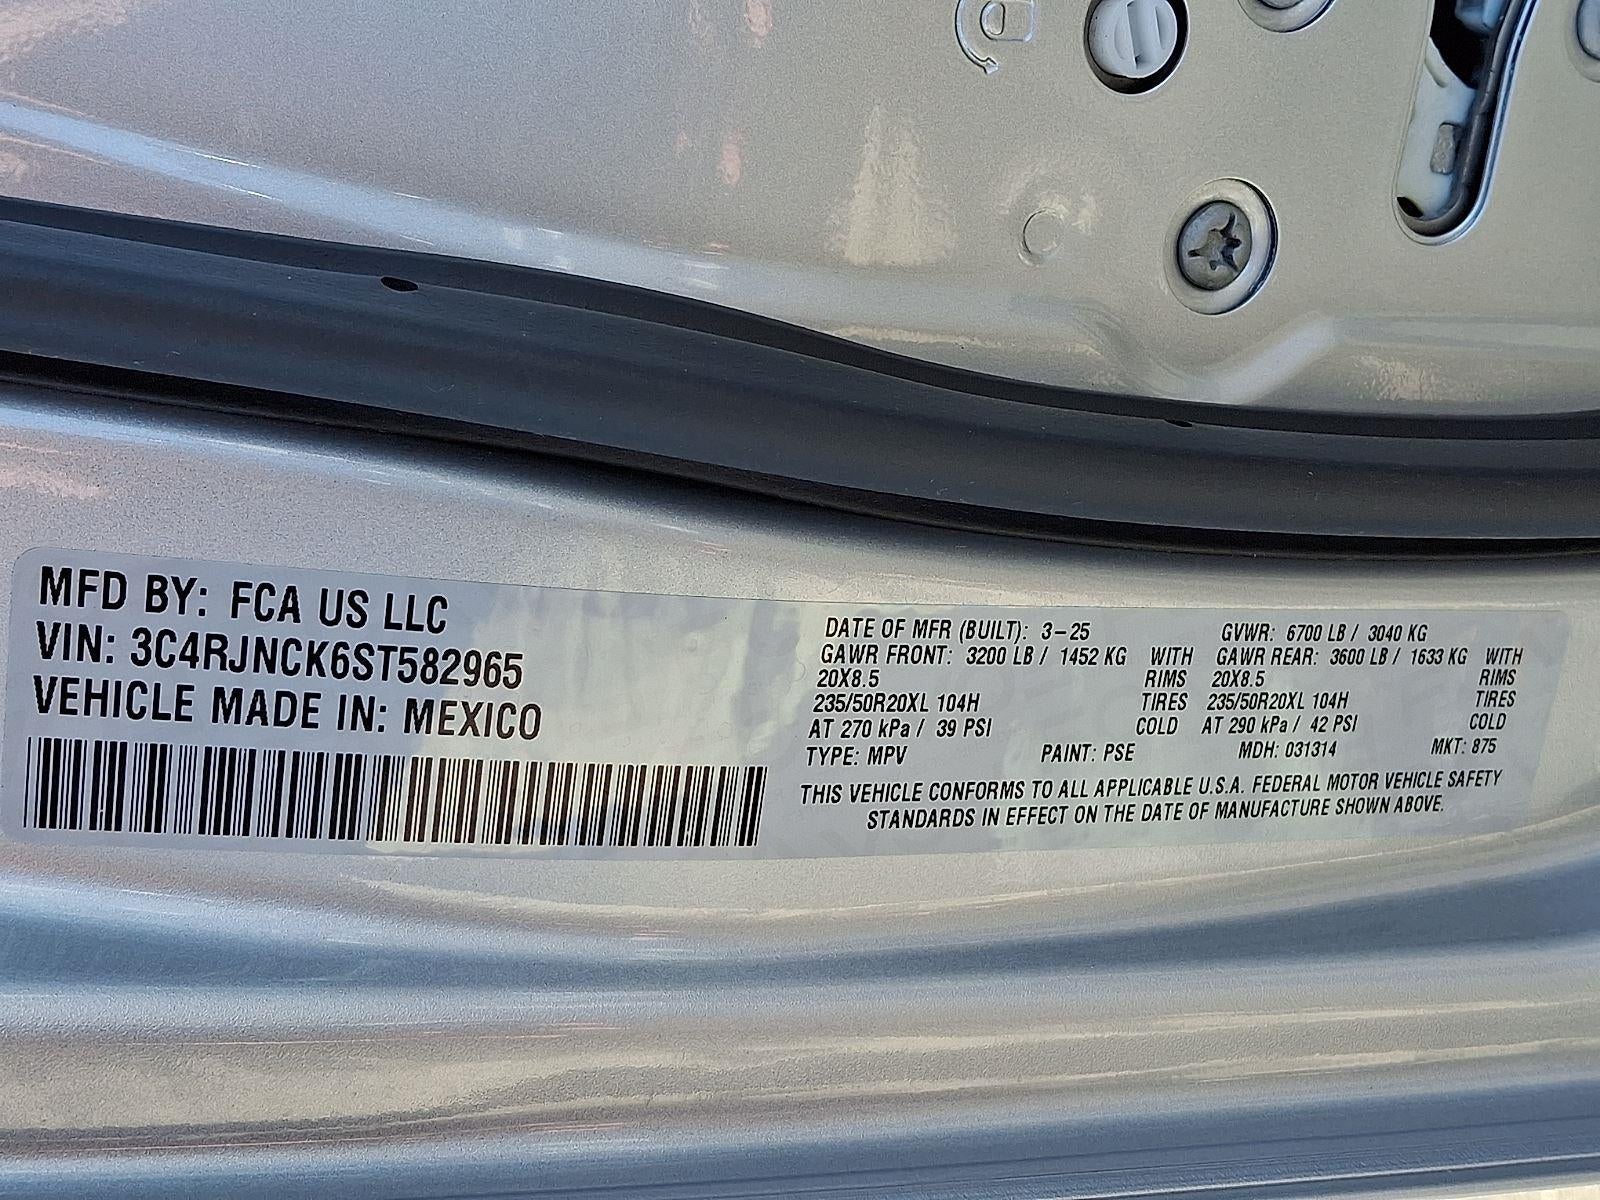 MFD BY: FCA US LLC
VIN: 3C4RJNCK6ST582965
VEHICLE MADE IN: MEXICO
DATE OF MFR (BUILT): 3-25 GVWR: 6700 LB / 3040 KG
GAWR FRONT: 3200 LB / 1452 KG WITH GAWR REAR: 3600 LB / 1633 KG WITH
20X8.5 RIMS 20X8.5 RIMS
235/50R20XL 104H TIRES 235/50R20XL 104H TIRES
AT 270 kPa / 39 PSI COLD AT 290 kPa / 42 PSI COLD
TYPE: MPV PAINT: PSE MDH: 031314 MKT: 875
THIS VEHICLE CONFORMS TO ALL APPLICABLE U.S.A. FEDERAL MOTOR VEHICLE SAFETY
STANDARDS IN EFFECT ON THE DATE OF MANUFACTURE SHOWN ABOVE.